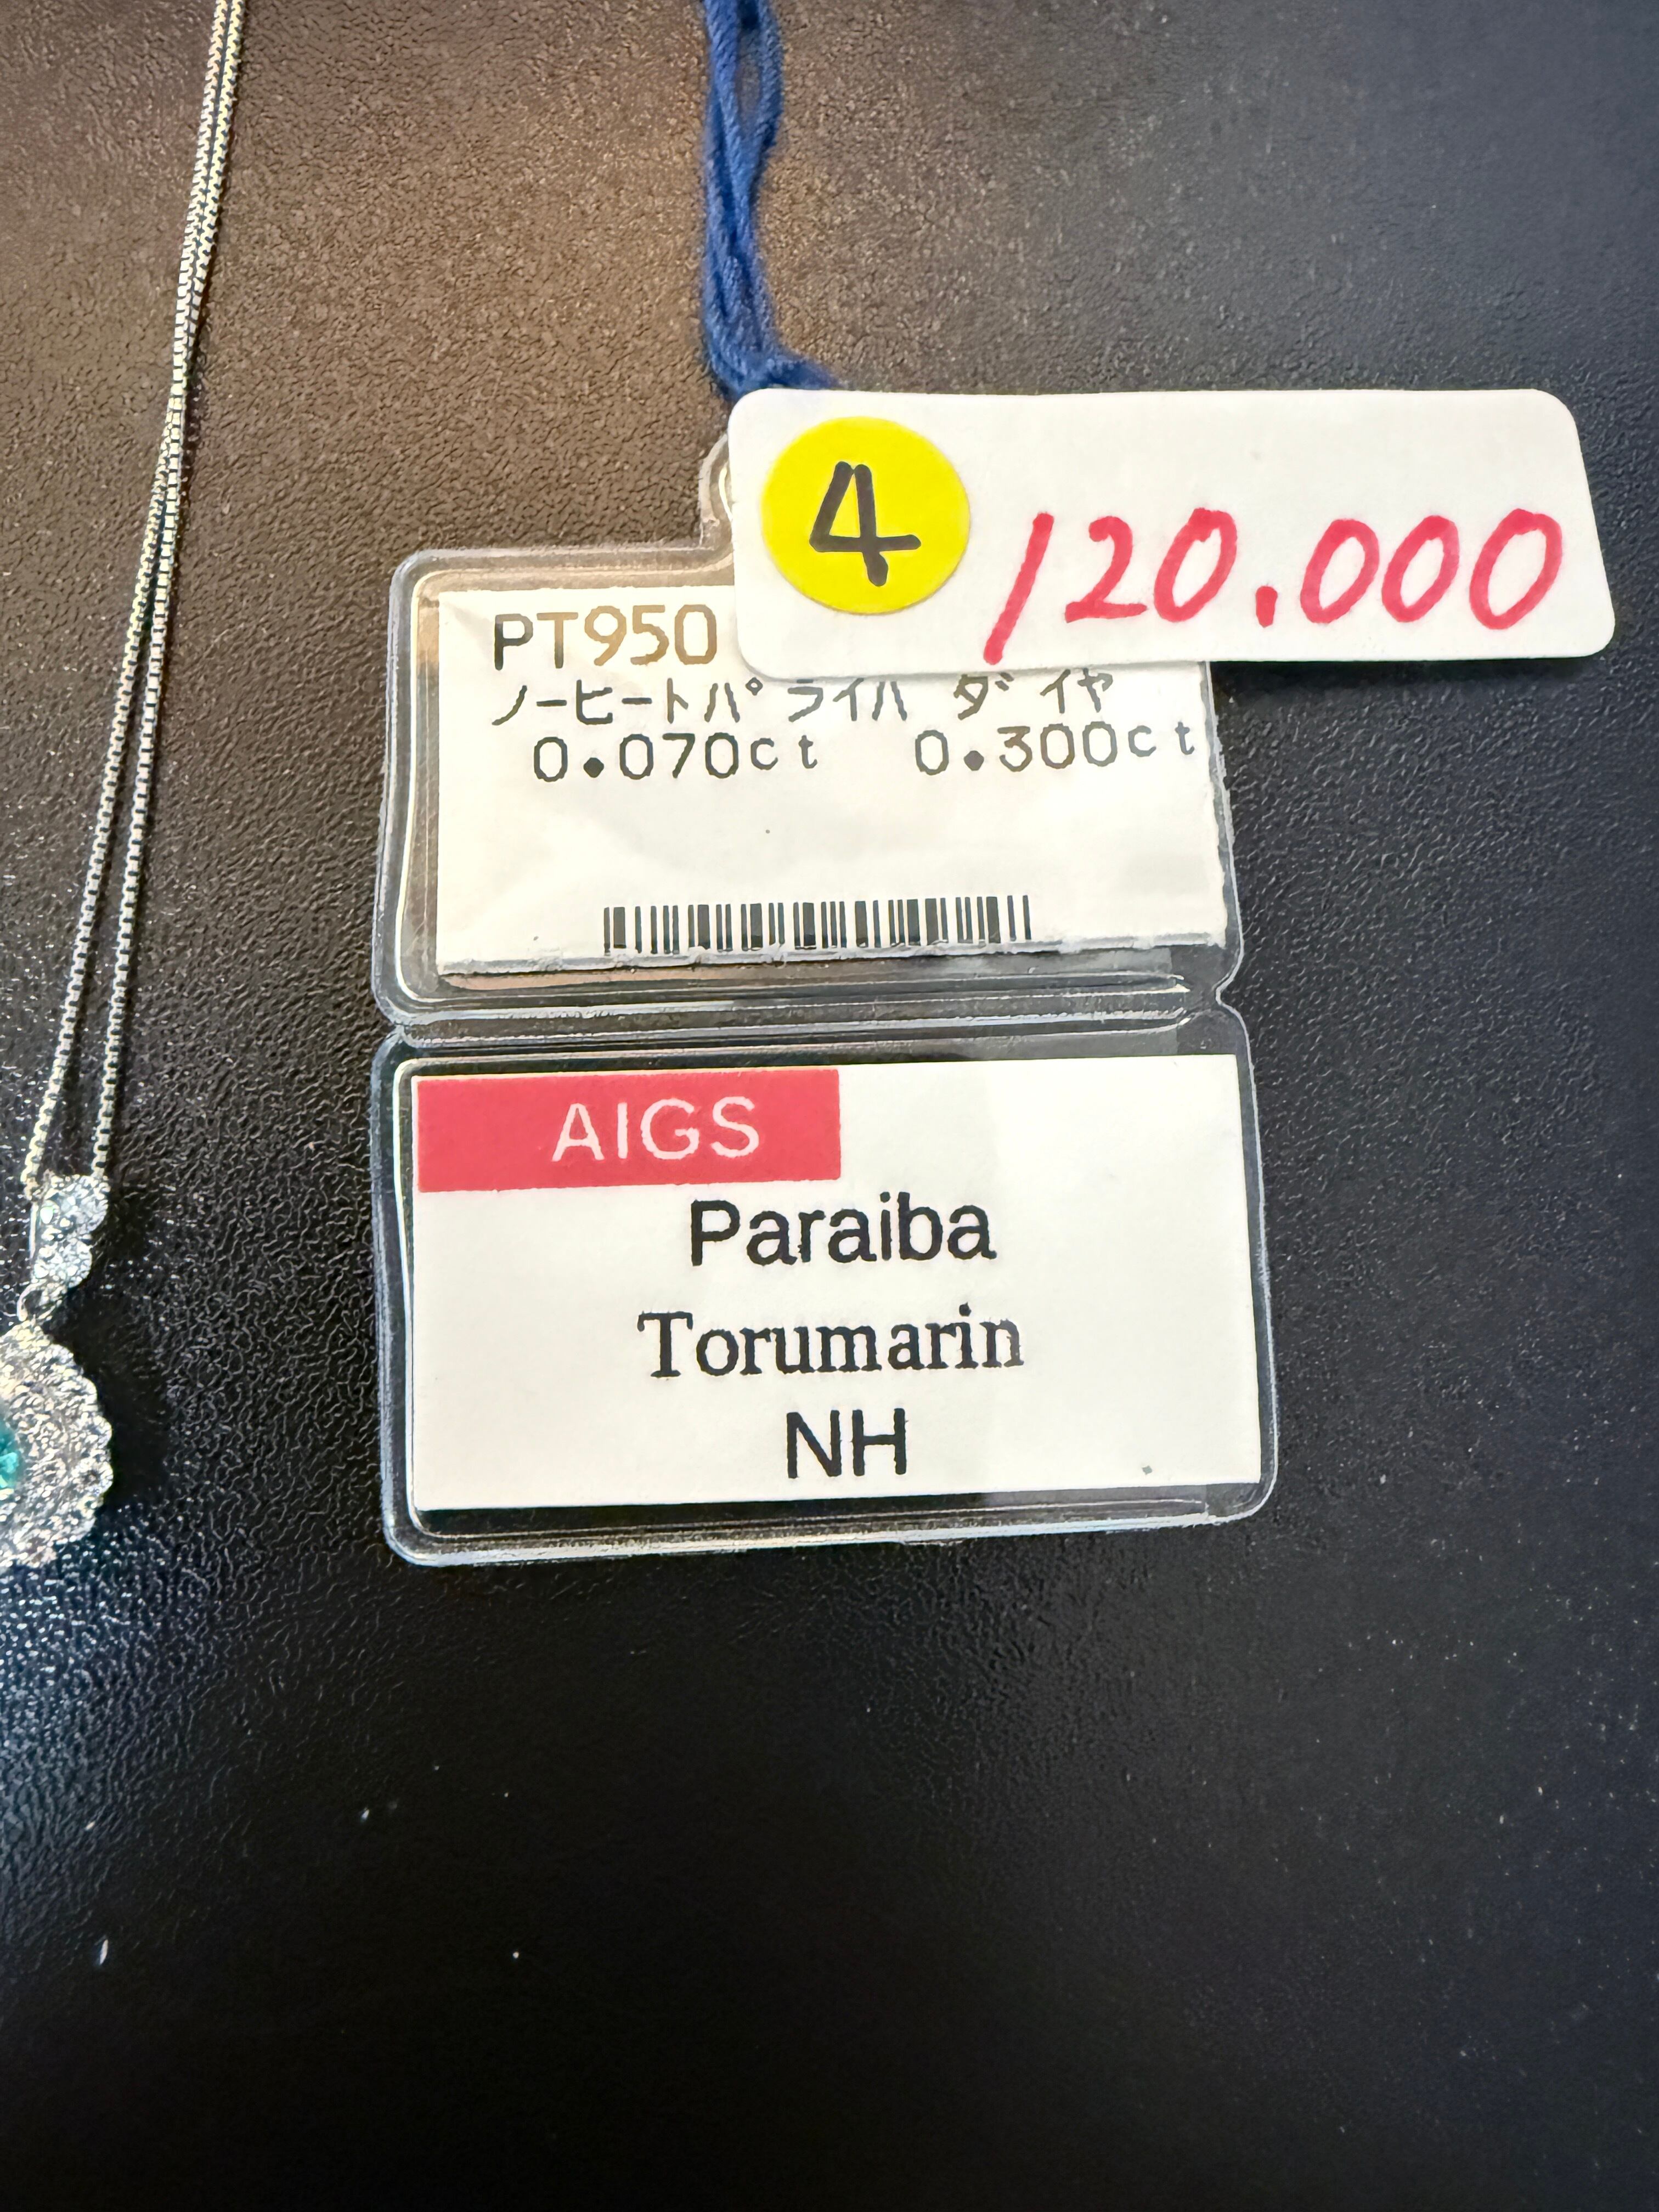 4
120.000
PT950
ノーヒートパライバ ダイヤ
0.070ct 0.300ct
AIGS
Paraiba
Torumarin
NH